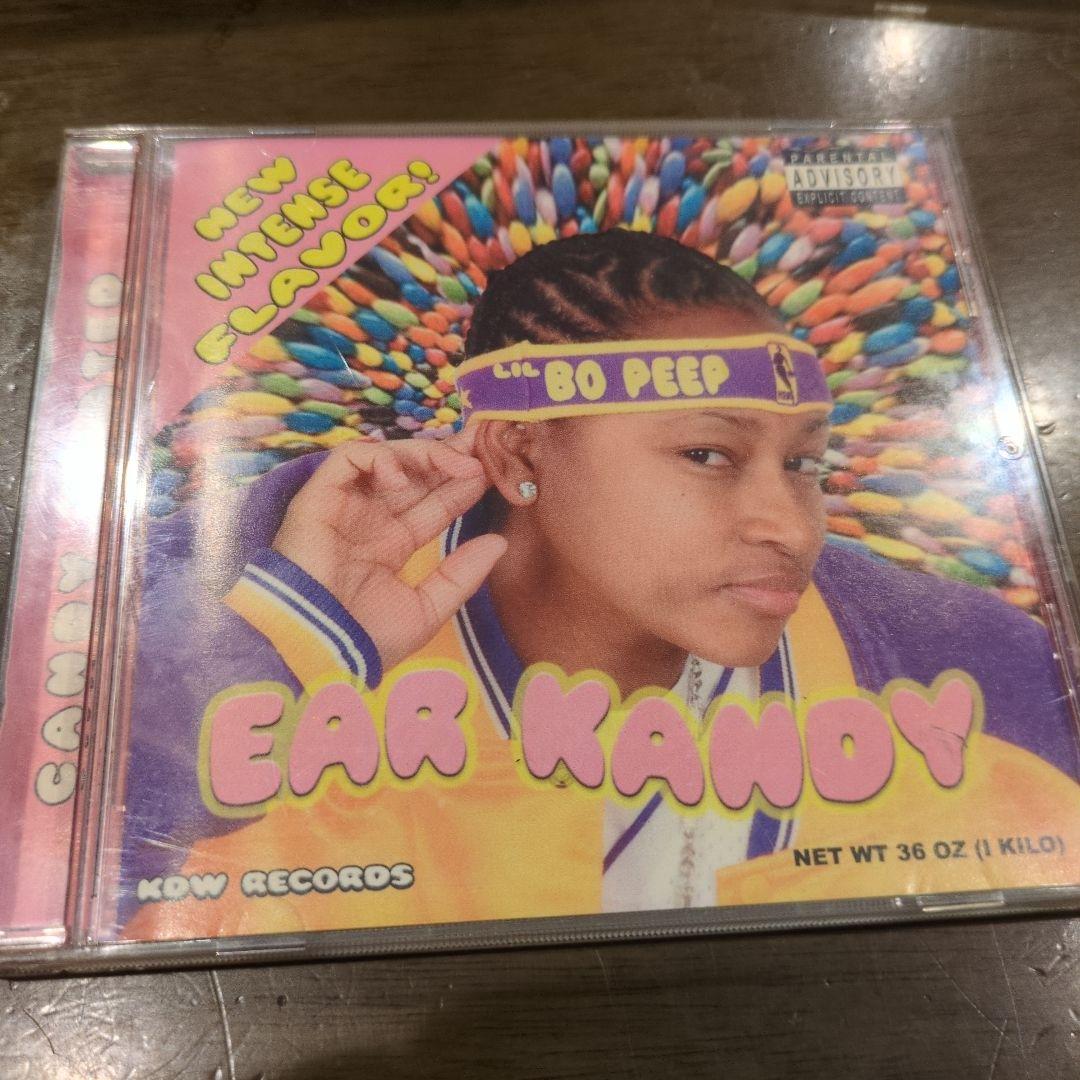 NEW
INTENSE
FLAVOR!
PARENTAL
ADVISORY
EXPLICIT CONTENT
LIL' BO PEEP
EAR KANDY
KDW RECORDS
NET WT 36 OZ (1 KILO)
CANDY